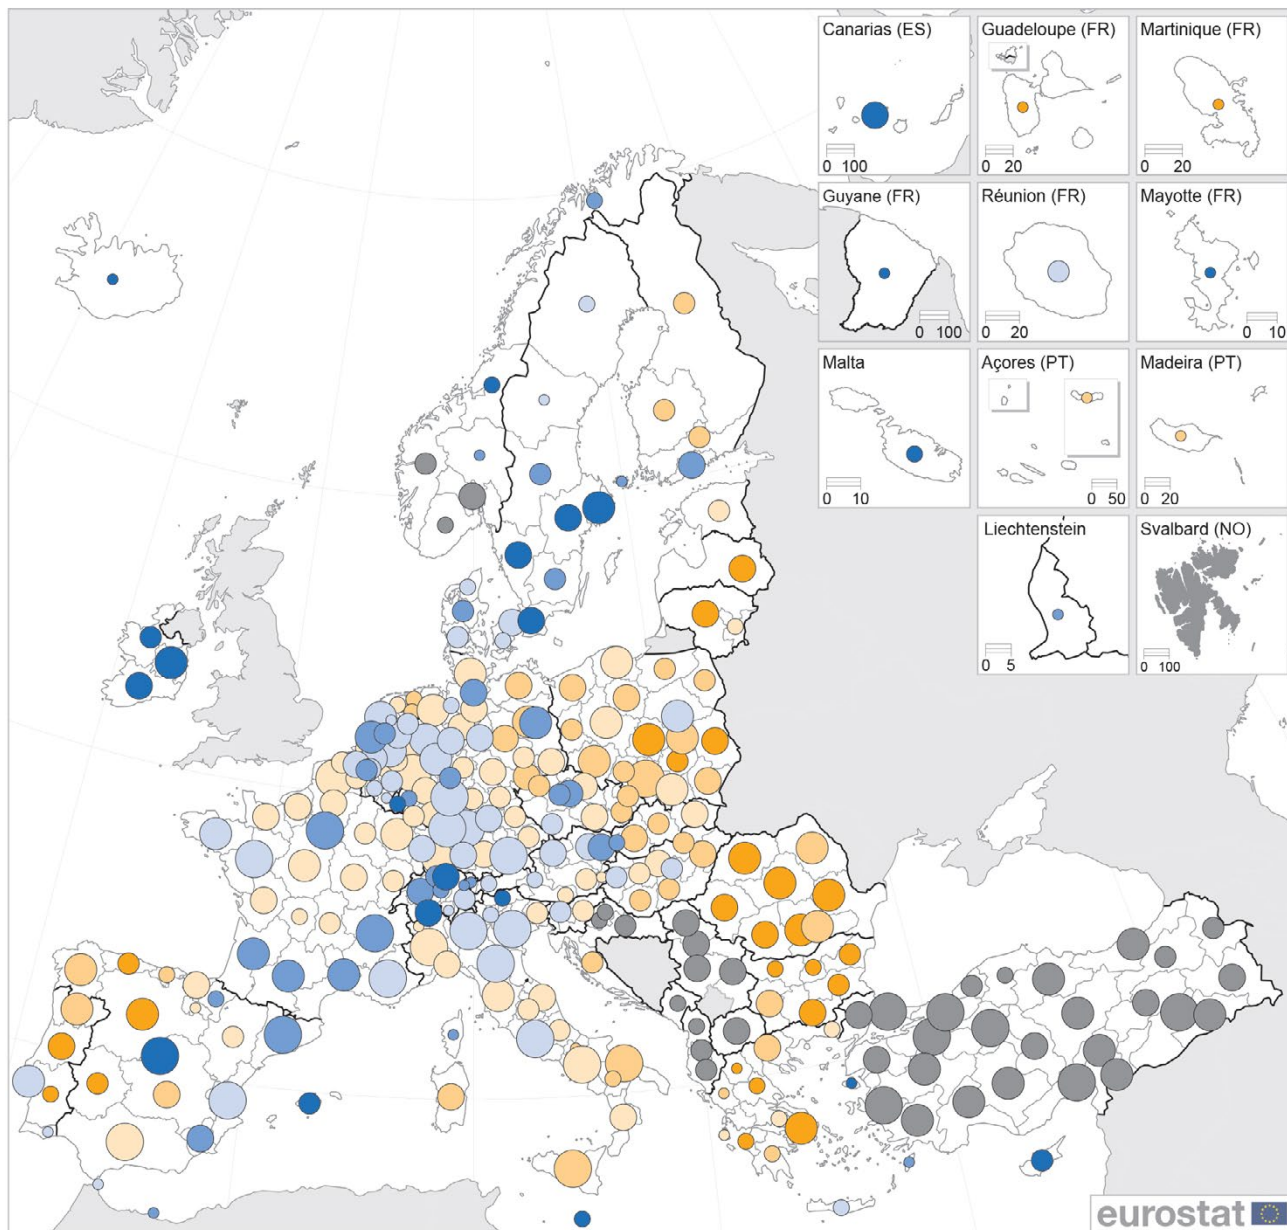 Canarias (ES)
0 100
Guadeloupe (FR)
0 20
Martinique (FR)
0 20
Guyane (FR)
0 100
Réunion (FR)
0 20
Mayotte (FR)
0 10
Malta
0 10
Açores (PT)
0 50
Madeira (PT)
0 20
Liechtenstein
0 5
Svalbard (NO)
0 100
eurostat